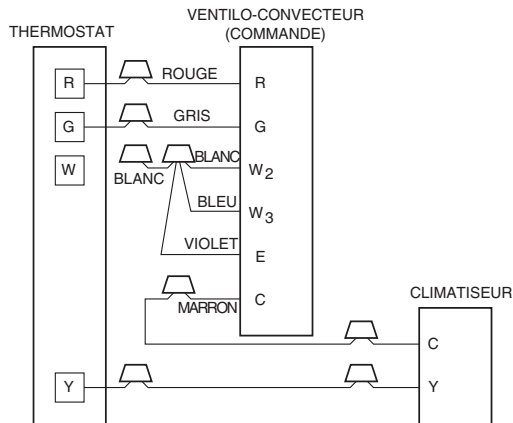 VENTILO-CONVECTEUR
(COMMANDE)
THERMOSTAT
R
ROUGE
R
G
GRIS
G
W
BLANC
BLANC
W2
BLEU
W3
VIOLET
E
MARRON
C
CLIMATISEUR
C
Y
Y